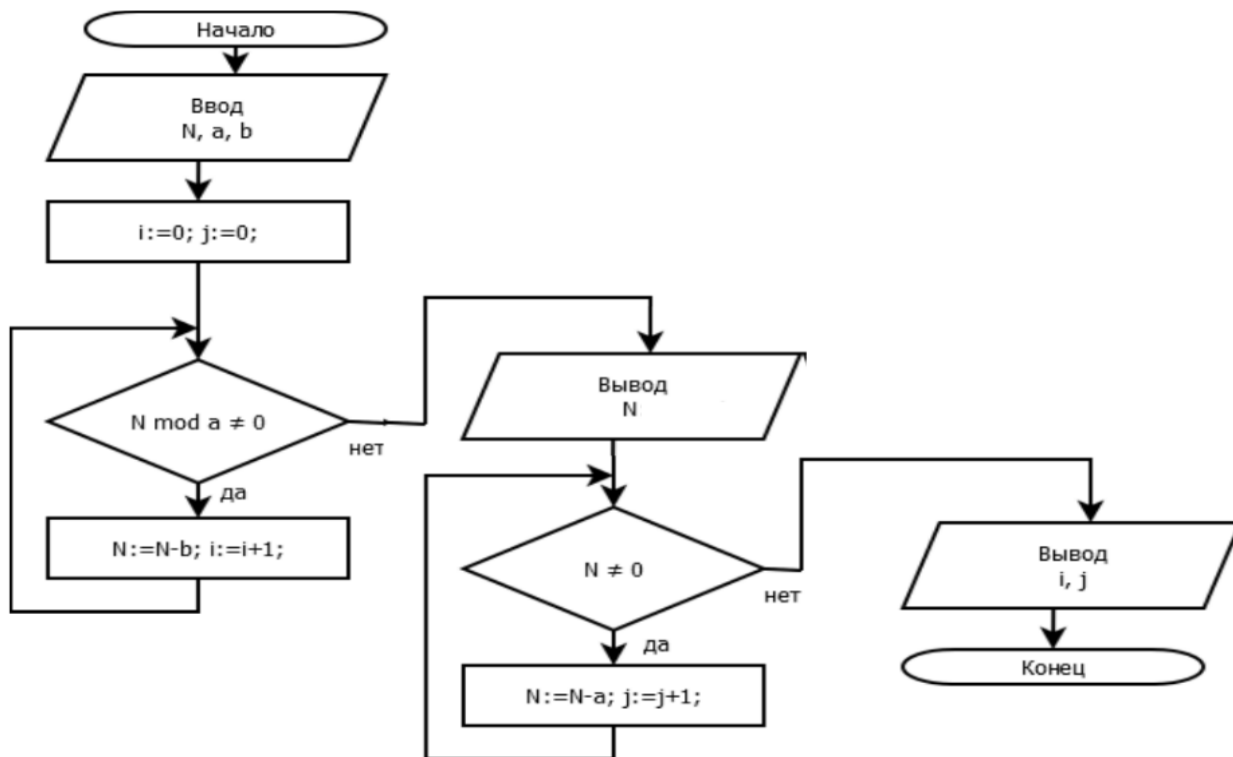 Начало
Ввод
N, a, b
i:=0; j:=0;
N mod a ≠ 0
нет
да
N:=N-b; i:=i+1;
Вывод
N
N ≠ 0
нет
да
N:=N-a; j:=j+1;
Вывод
i, j
Конец